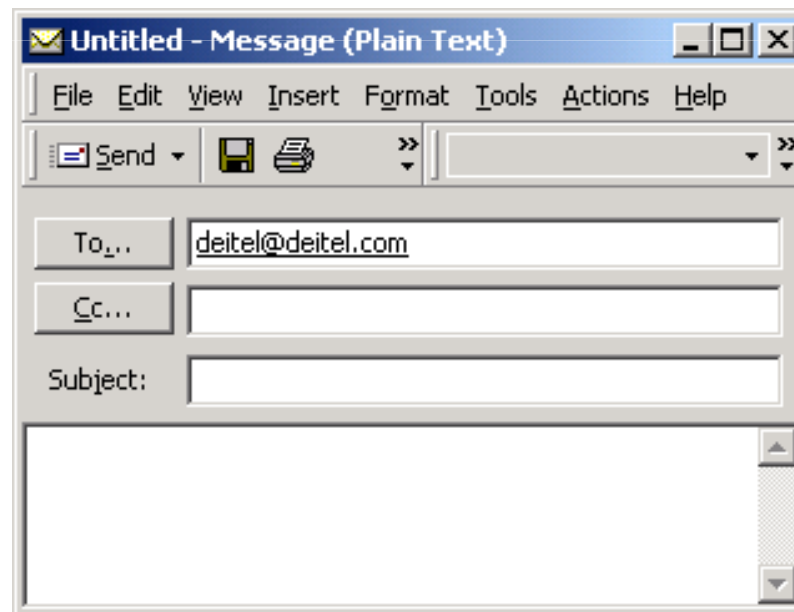 Untitled - Message (Plain Text)
File Edit View Insert Format Tools Actions Help
Send
To... deitel@deitel.com
Cc...
Subject: